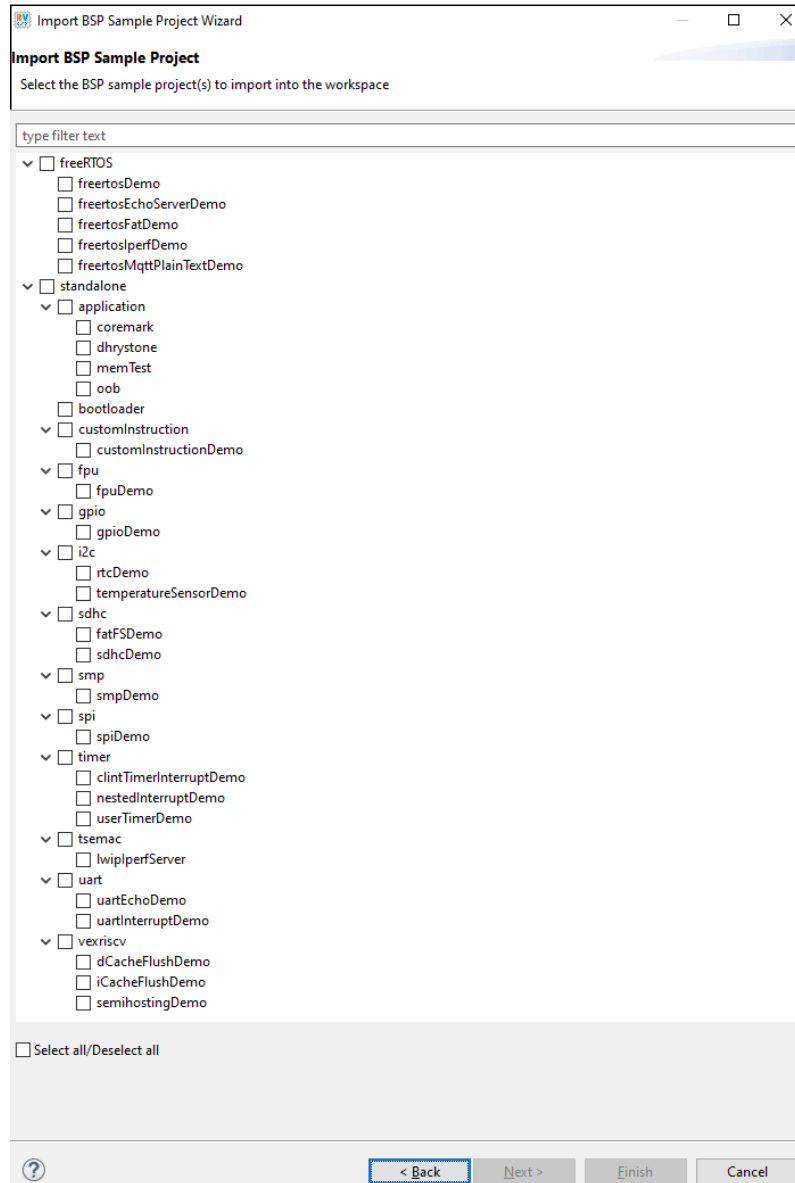 Import BSP Sample Project Wizard
Import BSP Sample Project
Select the BSP sample project(s) to import into the workspace
type filter text
freeRTOS
freertosDemo
freertosEchoServerDemo
freertosFatDemo
freertosIperfDemo
freertosMqttPlainTextDemo
standalone
application
coremark
dhrystone
memTest
oob
bootloader
customInstruction
customInstructionDemo
fpu
fpuDemo
gpio
gpioDemo
i2c
rtcDemo
temperatureSensorDemo
sdhc
fatFSDemo
sdhcDemo
smp
smpDemo
spi
spiDemo
timer
clintTimerInterruptDemo
nestedInterruptDemo
userTimerDemo
tsemac
lwipIperfServer
uart
uartEchoDemo
uartInterruptDemo
vexriscv
dCacheFlushDemo
iCacheFlushDemo
semihostingDemo
Select all/Deselect all
? < Back Next > Finish Cancel